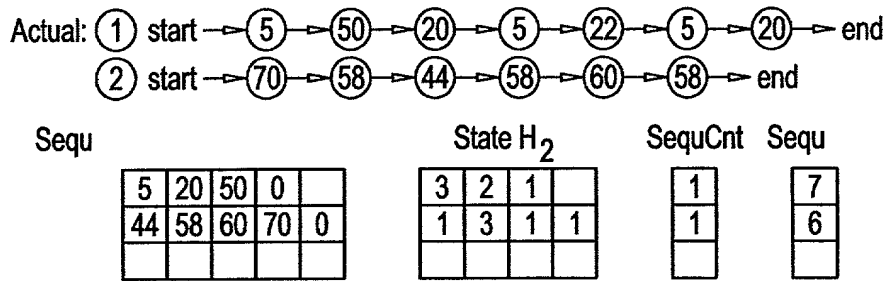 Actual: 1 start 5 50 20 5 22 5 20 end
2 start 70 58 44 58 60 58 end
Sequ State H2 SequCnt Sequ
5 20 50 0 3 2 1 1 7
44 58 60 70 0 1 3 1 1 1 6